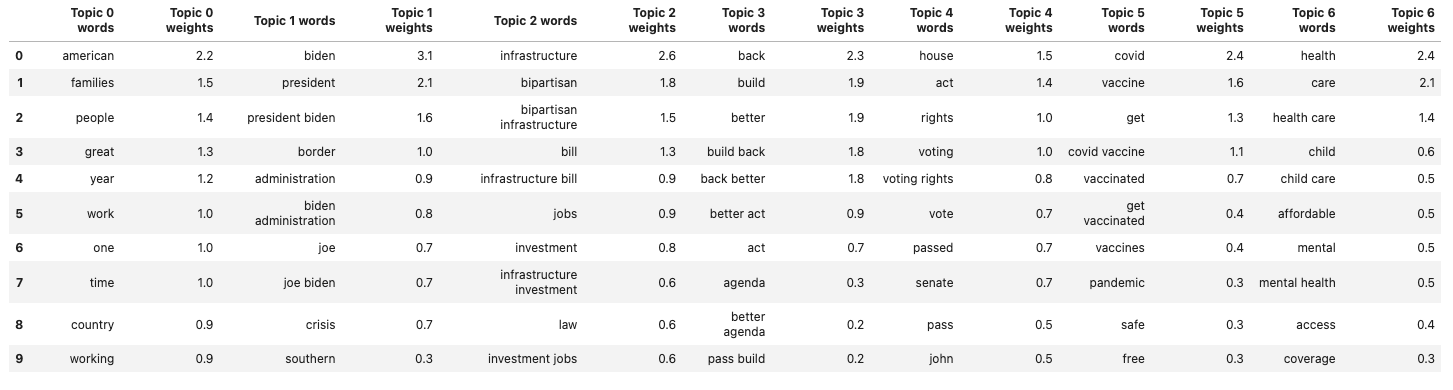 Topic 0 words Topic 0 weights Topic 1 words Topic 1 weights Topic 2 words Topic 2 weights Topic 3 words Topic 3 weights Topic 4 words Topic 4 weights Topic 5 words Topic 5 weights Topic 6 words Topic 6 weights
0 american 2.2 biden 3.1 infrastructure 2.6 back 2.3 house 1.5 covid 2.4 health 2.4
1 families 1.5 president 2.1 bipartisan 1.8 build 1.9 act 1.4 vaccine 1.6 care 2.1
2 people 1.4 president biden 1.6 bipartisan infrastructure 1.5 better 1.9 rights 1.0 get 1.3 health care 1.4
3 great 1.3 border 1.0 bill 1.3 build back 1.8 voting 1.0 covid vaccine 1.1 child 0.6
4 year 1.2 administration 0.9 infrastructure bill 0.9 back better 1.8 voting rights 0.8 vaccinated 0.7 child care 0.5
5 work 1.0 biden administration 0.8 jobs 0.9 better act 0.9 vote 0.7 get vaccinated 0.4 affordable 0.5
6 one 1.0 joe 0.7 investment 0.8 act 0.7 passed 0.7 vaccines 0.4 mental 0.5
7 time 1.0 joe biden 0.7 infrastructure investment 0.6 agenda 0.3 senate 0.7 pandemic 0.3 mental health 0.5
8 country 0.9 crisis 0.7 law 0.6 better agenda 0.2 pass 0.5 safe 0.3 access 0.4
9 working 0.9 southern 0.3 investment jobs 0.6 pass build 0.2 john 0.5 free 0.3 coverage 0.3